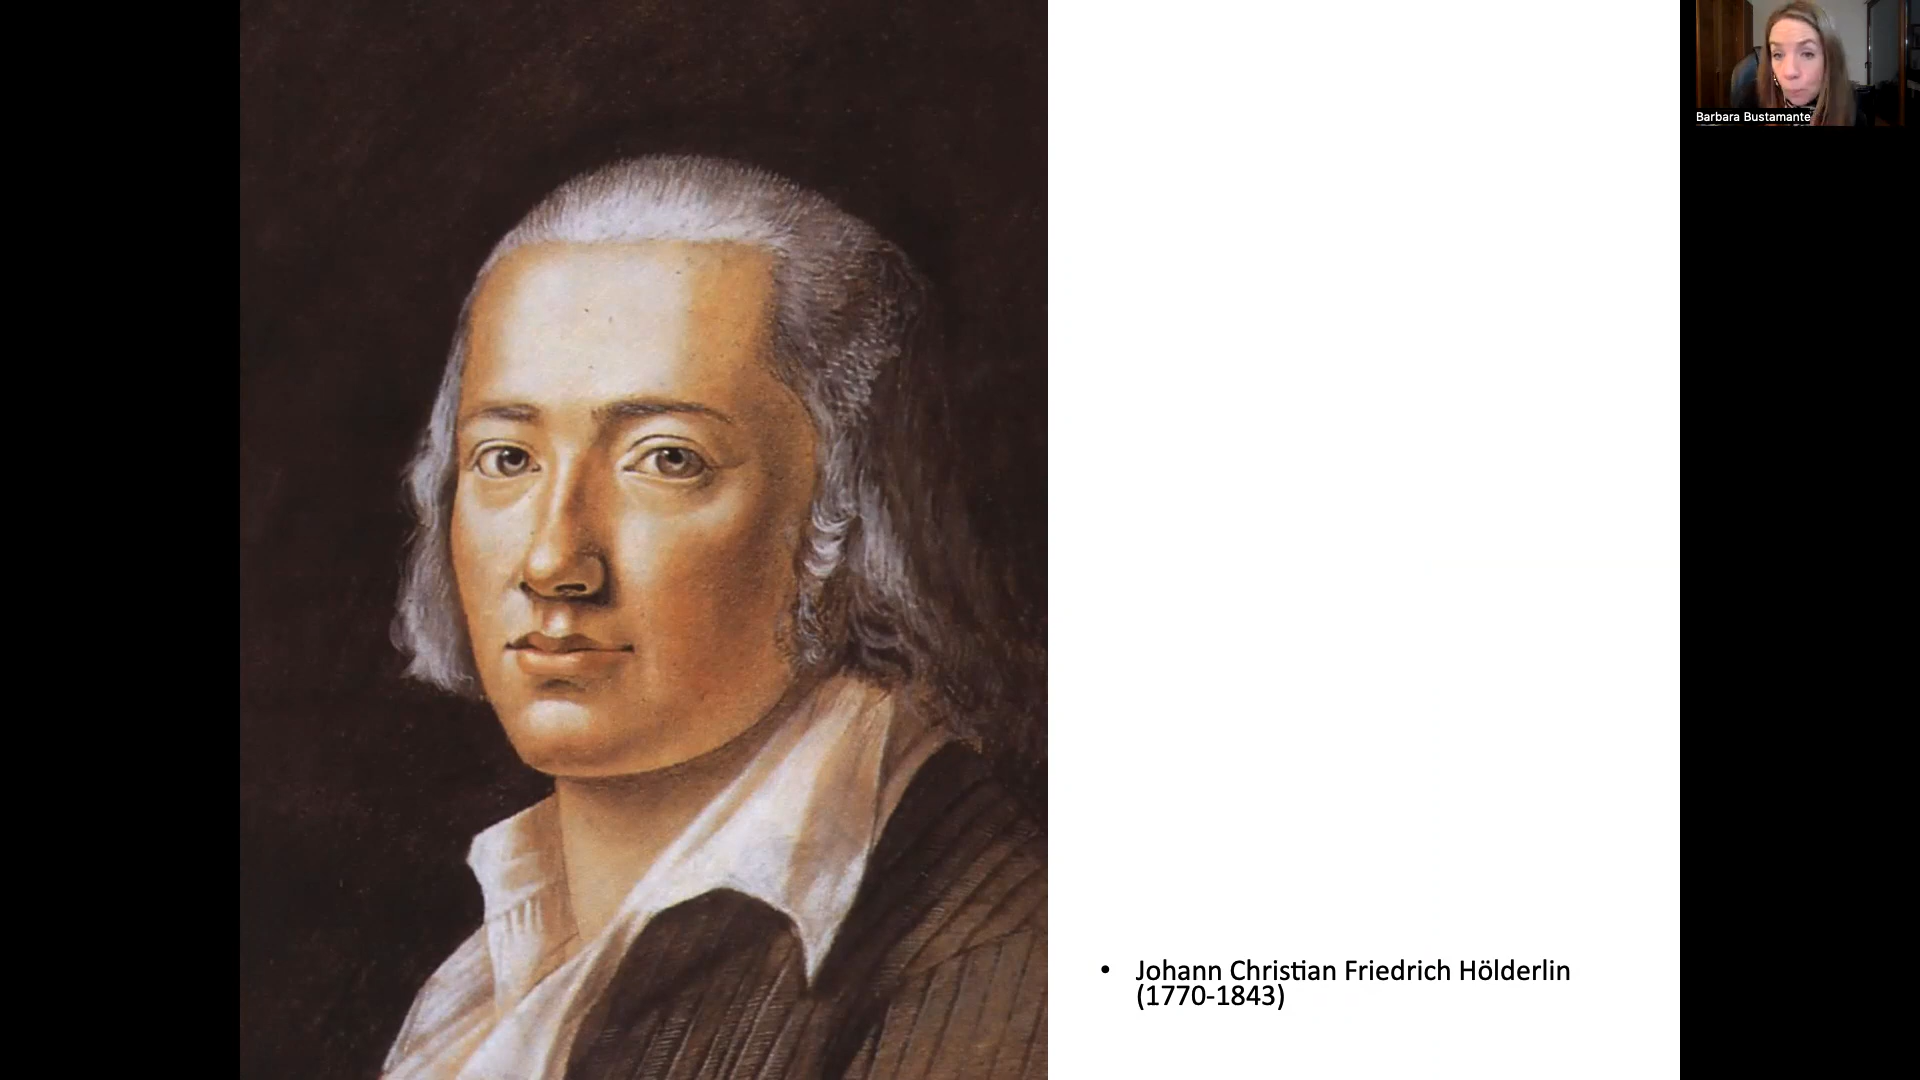 Barbara Bustamante
• Johann Christian Friedrich Hölderlin
(1770-1843)